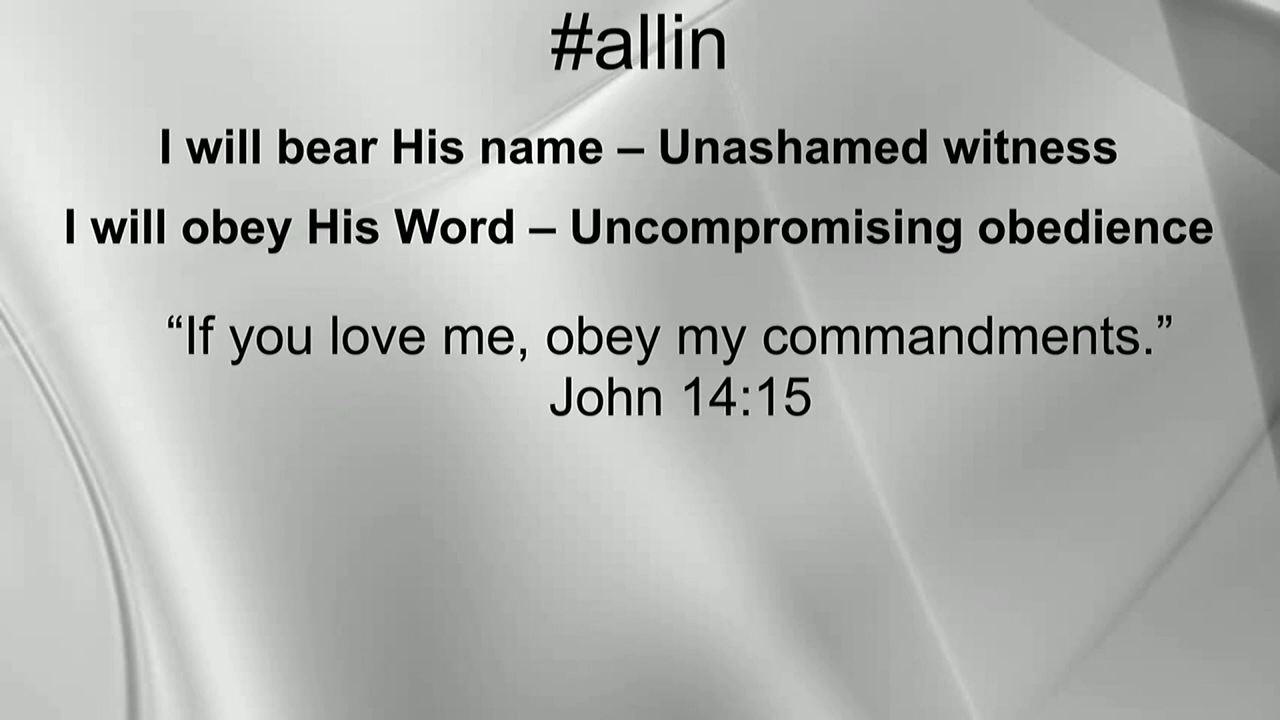 #allin
I will bear His name – Unashamed witness
I will obey His Word – Uncompromising obedience
“If you love me, obey my commandments.”
John 14:15